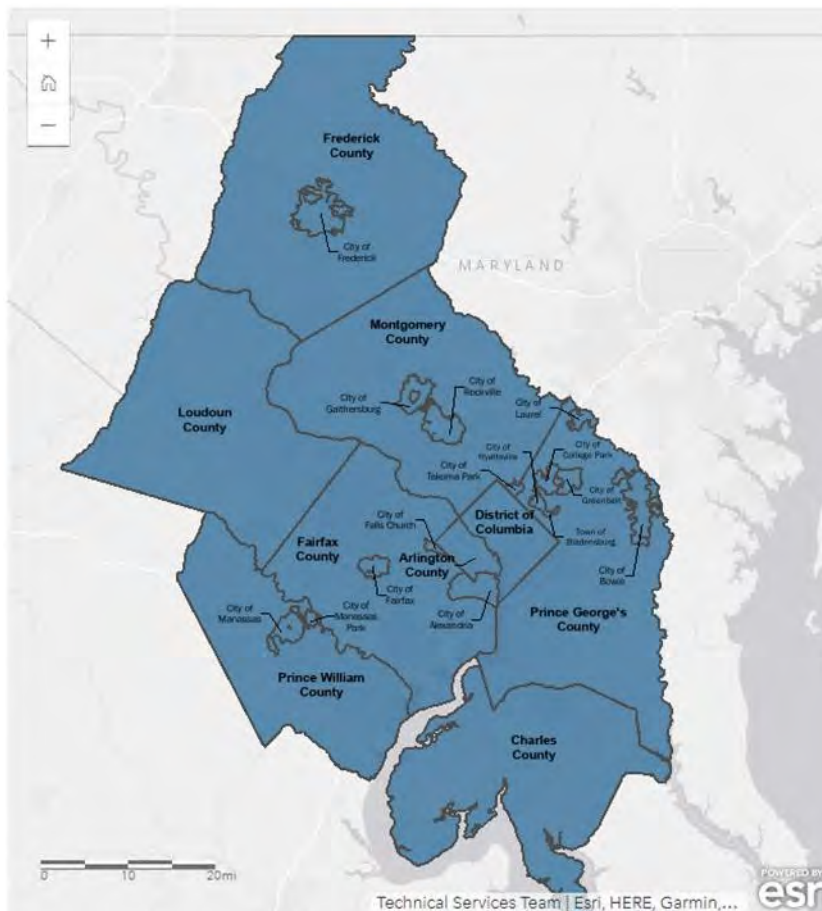 +
−
Frederick
County
City of
Frederick
MARYLAND
Montgomery
County
City of
Rockville
City of
Gaithersburg
City of
Laurel
Loudoun
County
City of
Hyattsville
City of
College Park
City of
Takoma Park
City of
Greenbelt
District of
Columbia
City of
Falls Church
Town of
Bladensburg
Fairfax
County
Arlington
County
City of
Bowie
City of
Fairfax
City of
Alexandria
City of
Manassas
City of
Manassas
Park
Prince George's
County
Prince William
County
Charles
County
0 10 20mi
POWERED BY
esri
Technical Services Team | Esri, HERE, Garmin,...